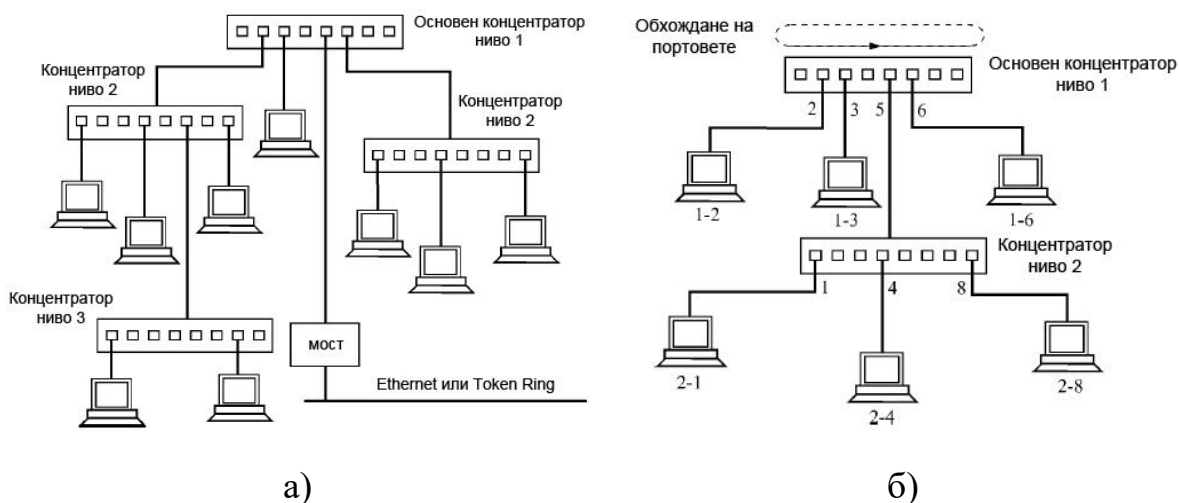 Основен концентратор
ниво 1
Концентратор
ниво 2
Концентратор
ниво 2
Концентратор
ниво 3
мост
Ethernet или Token Ring
а)
Обхождане на
портовете
Основен концентратор
ниво 1
2 3 5 6
1-2
1-3
1-6
Концентратор
ниво 2
1 4 8
2-1
2-4
2-8
б)